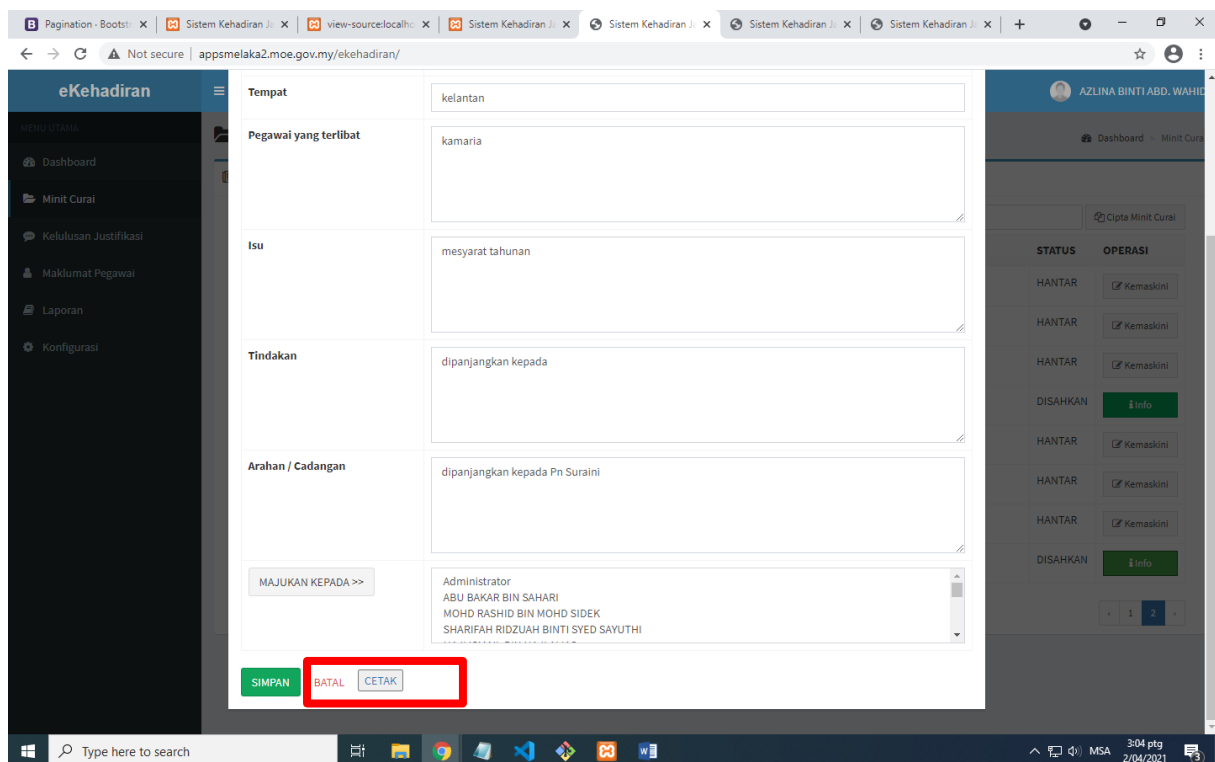 Pagination · Bootstr
Sistem Kehadiran Ja
view-source:localho
Sistem Kehadiran Ja
Sistem Kehadiran Ja
Sistem Kehadiran Ja
Sistem Kehadiran Ja
Not secure
appsmelaka2.moe.gov.my/ekehadiran/
eKehadiran
AZLINA BINTI ABD. WAHID
MENU UTAMA
Dashboard
Minit Curai
Kelulusan Justifikasi
Maklumat Pegawai
Laporan
Konfigurasi
Dashboard > Minit Cura
Tempat
kelantan
Pegawai yang terlibat
kamaria
Isu
mesyarat tahunan
Tindakan
dipanjangkan kepada
Arahan / Cadangan
dipanjangkan kepada Pn Suraini
MAJUKAN KEPADA >>
Administrator
ABU BAKAR BIN SAHARI
MOHD RASHID BIN MOHD SIDEK
SHARIFAH RIDZUAH BINTI SYED SAYUTHI
SIMPAN
BATAL
CETAK
Cipta Minit Curai
STATUS OPERASI
HANTAR Kemaskini
HANTAR Kemaskini
HANTAR Kemaskini
DISAHKAN Info
HANTAR Kemaskini
HANTAR Kemaskini
HANTAR Kemaskini
DISAHKAN Info
‹ 1 2 ›
Type here to search
MSA
3:04 ptg
2/04/2021
3